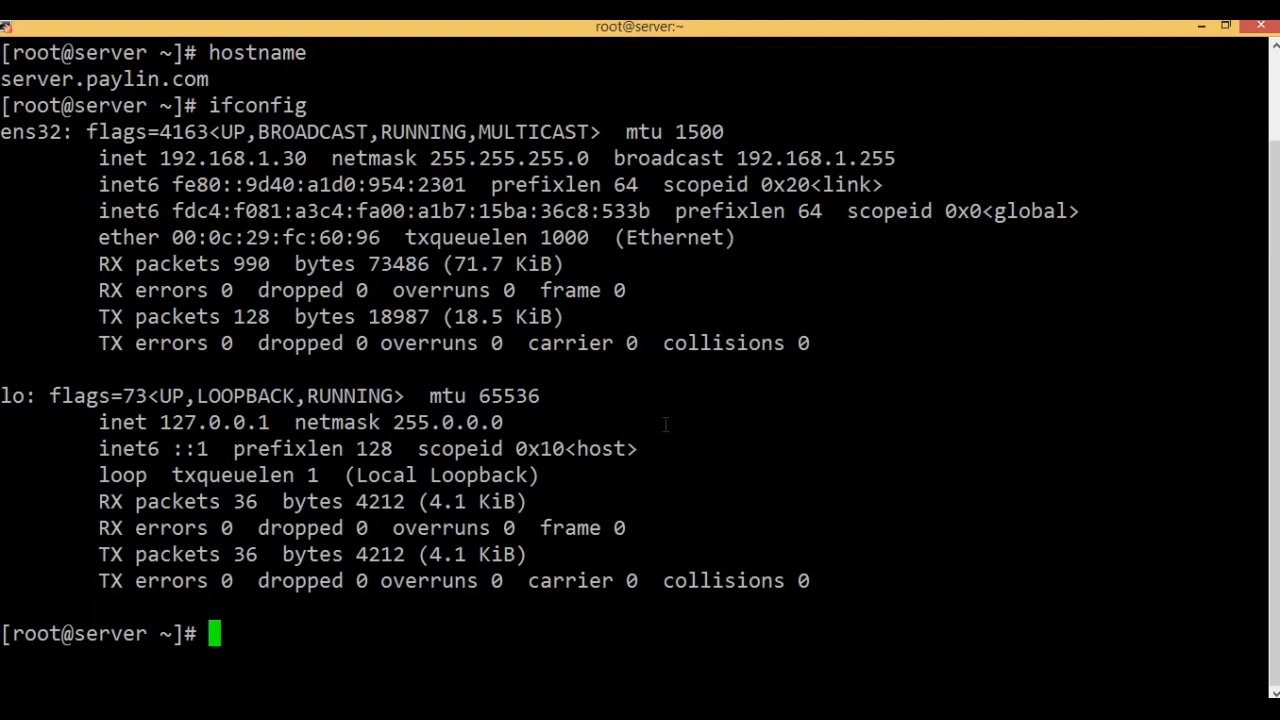 root@server:~
[root@server ~]# hostname
server.paylin.com
[root@server ~]# ifconfig
ens32: flags=4163<UP,BROADCAST,RUNNING,MULTICAST>  mtu 1500
        inet 192.168.1.30  netmask 255.255.255.0  broadcast 192.168.1.255
        inet6 fe80::9d40:a1d0:954:2301  prefixlen 64  scopeid 0x20<link>
        inet6 fdc4:f081:a3c4:fa00:a1b7:15ba:36c8:533b  prefixlen 64  scopeid 0x0<global>
        ether 00:0c:29:fc:60:96  txqueuelen 1000  (Ethernet)
        RX packets 990  bytes 73486 (71.7 KiB)
        RX errors 0  dropped 0  overruns 0  frame 0
        TX packets 128  bytes 18987 (18.5 KiB)
        TX errors 0  dropped 0 overruns 0  carrier 0  collisions 0
lo: flags=73<UP,LOOPBACK,RUNNING>  mtu 65536
        inet 127.0.0.1  netmask 255.0.0.0
        inet6 ::1  prefixlen 128  scopeid 0x10<host>
        loop  txqueuelen 1  (Local Loopback)
        RX packets 36  bytes 4212 (4.1 KiB)
        RX errors 0  dropped 0  overruns 0  frame 0
        TX packets 36  bytes 4212 (4.1 KiB)
        TX errors 0  dropped 0 overruns 0  carrier 0  collisions 0
[root@server ~]#